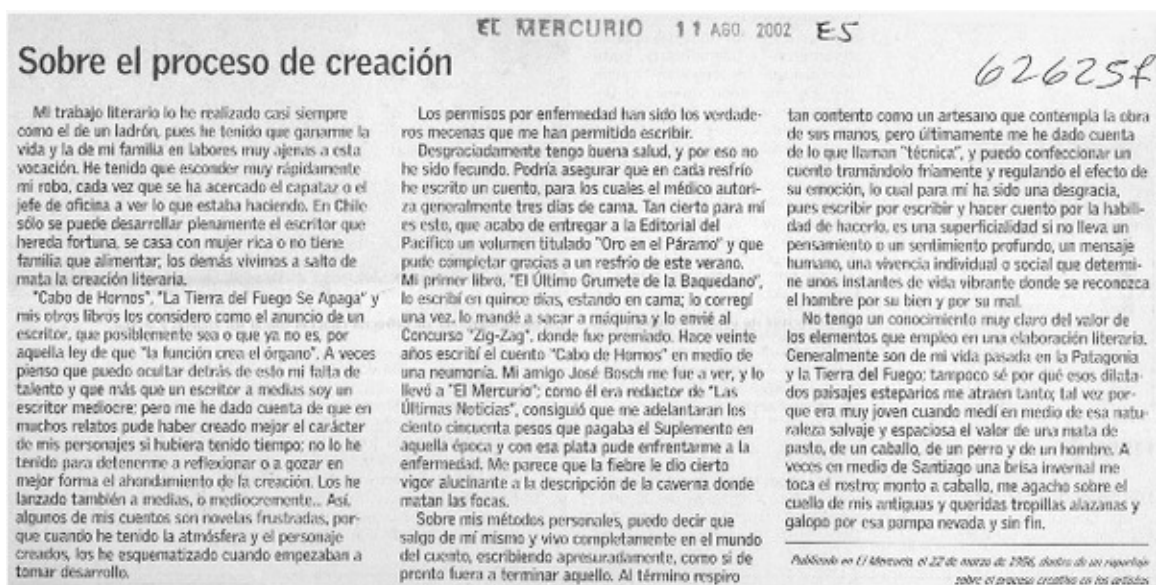 EL MERCURIO 11 AGO. 2002 E5
Sobre el proceso de creación
62625f
Mi trabajo literario lo he realizado casi siempre
como el de un ladrón, pues he tenido que ganarme la
vida y la de mi familia en labores muy ajenas a esta
vocación. He tenido que esconder muy rápidamente
mi robo, cada vez que se ha acercado el capataz o el
jefe de oficina a ver lo que estaba haciendo. En Chile
sólo se puede desarrollar plenamente el escritor que
hereda fortuna, se casa con mujer rica o no tiene
familia que alimentar; los demás vivimos a salto de
mata la creación literaria.
"Cabo de Hornos", "La Tierra del Fuego Se Apaga" y
mis otros libros los considero como el anuncio de un
escritor, que posiblemente sea o que ya no es, por
aquella ley de que "la función crea el órgano". A veces
pienso que puedo ocultar detrás de esto mi falta de
talento y que más que un escritor a medias soy un
escritor mediocre; pero me he dado cuenta de que en
muchos relatos pude haber creado mejor el carácter
de mis personajes si hubiera tenido tiempo; no lo he
tenido para detenerme a reflexionar o a gozar en
mejor forma el ahondamiento de la creación. Los he
lanzado también a medias, o mediocremente.. Así,
algunos de mis cuentos son novelas frustradas, por-
que cuando he tenido la atmósfera y el personaje
creados, los he esquematizado cuando empezaban a
tomar desarrollo.
Los permisos por enfermedad han sido los verdade-
ros mecenas que me han permitido escribir.
Desgraciadamente tengo buena salud, y por eso no
he sido fecundo. Podría asegurar que en cada resfrío
he escrito un cuento, para los cuales el médico autori-
za generalmente tres días de cama. Tan cierto para mí
es esto, que acabo de entregar a la Editorial del
Pacífico un volumen titulado "Oro en el Páramo" y que
pude completar gracias a un resfrío de este verano.
Mi primer libro, "El Último Grumete de la Baquedano",
lo escribí en quince días, estando en cama; lo corregí
una vez, lo mandé a sacar a máquina y lo envié al
Concurso "Zig-Zag", donde fue premiado. Hace veinte
años escribí el cuento "Cabo de Hornos" en medio de
una neumonía. Mi amigo José Bosch me fue a ver, y lo
llevó a "El Mercurio"; como él era redactor de "Las
Últimas Noticias", consiguió que me adelantaran los
ciento cincuenta pesos que pagaba el Suplemento en
aquella época y con esa plata pude enfrentarme a la
enfermedad. Me parece que la fiebre le dio cierto
vigor alucinante a la descripción de la caverna donde
matan las focas.
Sobre mis métodos personales, puedo decir que
salgo de mí mismo y vivo completamente en el mundo
del cuento, escribiendo apresuradamente, como si de
pronto fuera a terminar aquello. Al término respiro
tan contento como un artesano que contempla la obra
de sus manos, pero últimamente me he dado cuenta
de lo que llaman "técnica", y puedo confeccionar un
cuento tramándolo fríamente y regulando el efecto de
su emoción, lo cual para mí ha sido una desgracia,
pues escribir por escribir y hacer cuento por la habili-
dad de hacerlo, es una superficialidad si no lleva un
pensamiento o un sentimiento profundo, un mensaje
humano, una vivencia individual o social que determi-
ne unos instantes de vida vibrante donde se reconozca
el hombre por su bien y por su mal.
No tengo un conocimiento muy claro del valor de
los elementos que empleo en una elaboración literaria.
Generalmente son de mi vida pasada en la Patagonia
y la Tierra del Fuego; tampoco sé por qué esos dilata-
dos paisajes esteparios me atraen tanto; tal vez por-
que era muy joven cuando medí en medio de esa natu-
raleza salvaje y espaciosa el valor de una mata de
pasto, de un caballo, de un perro y de un hombre. A
veces en medio de Santiago una brisa invernal me
toca el rostro; monto a caballo, me agacho sobre el
cuello de mis antiguas y queridas tropillas alazanas y
galopo por esa pampa nevada y sin fin.
Publicado en El Mercurio, el 22 de marzo de 1956, dentro de un reportaje
sobre el proceso creativo en los artistas